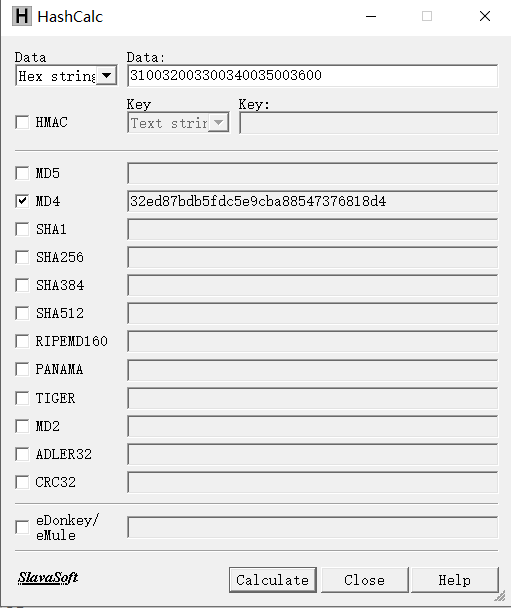 HashCalc
Data Data:
Hex string 310032003300340035003600
Key Key:
HMAC Text strin
MD5
MD4 32ed87bdb5fdc5e9cba88547376818d4
SHA1
SHA256
SHA384
SHA512
RIPEMD160
PANAMA
TIGER
MD2
ADLER32
CRC32
eDonkey/
eMule
SlavaSoft Calculate Close Help